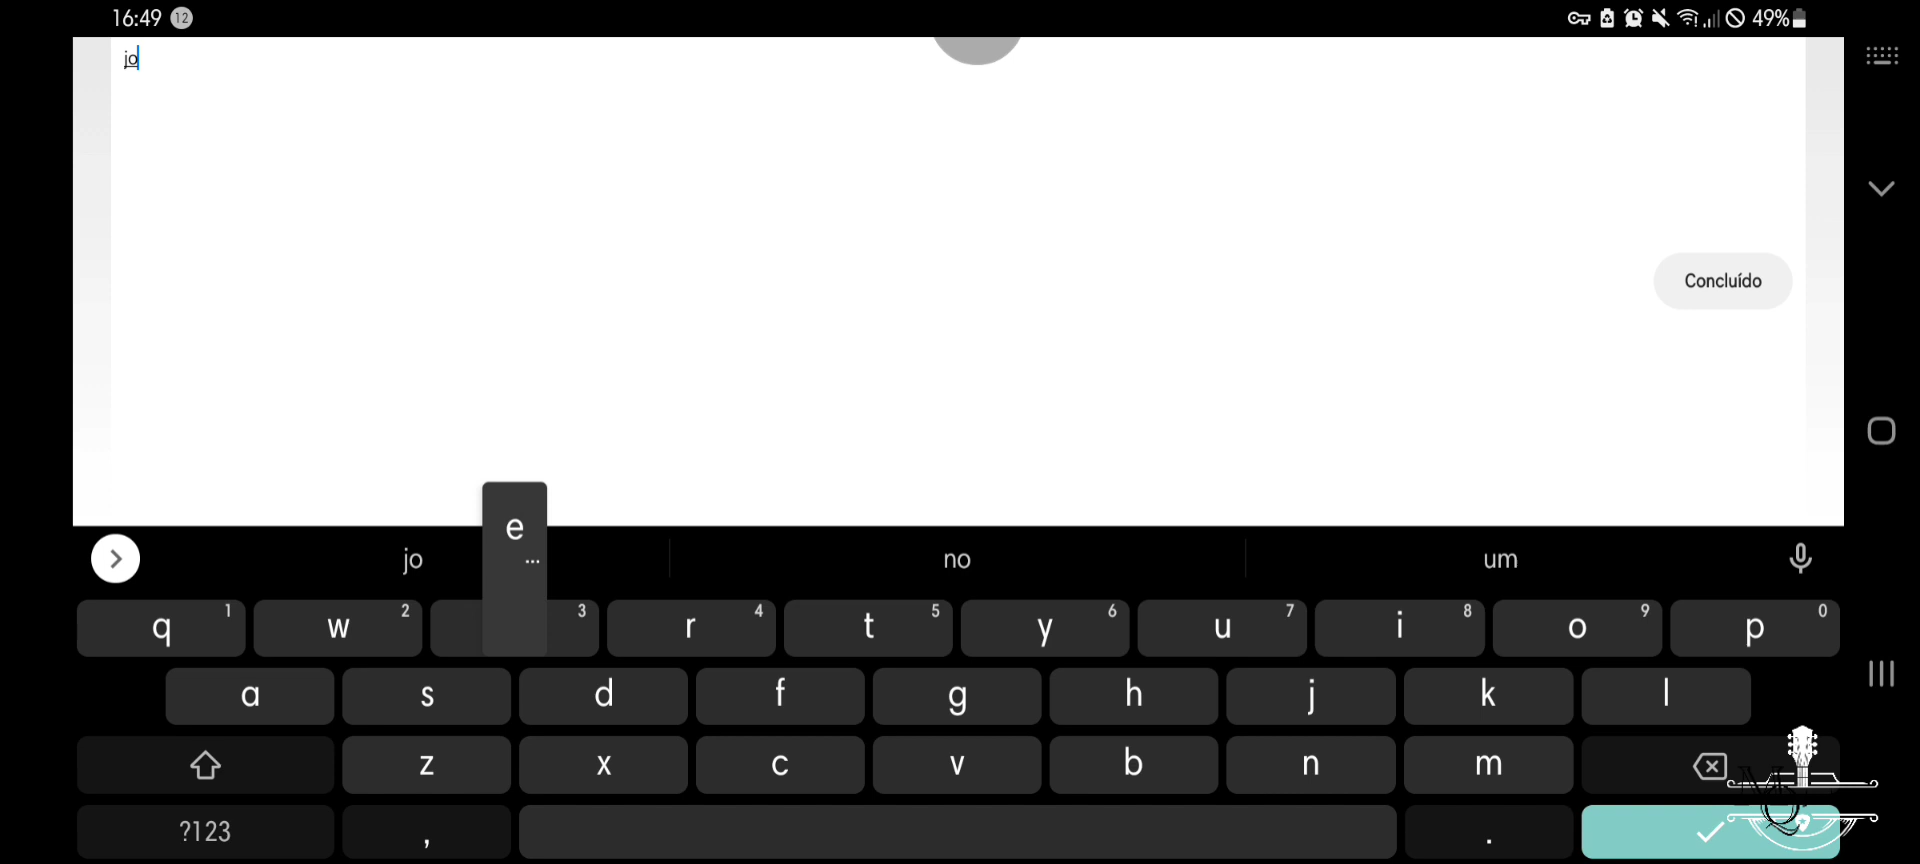 16:49 12 49%
jo
Concluído
e
...
jo no um
q 1 w 2 3 r 4 t 5 y 6 u 7 i 8 o 9 p 0
a s d f g h j k l
z x c v b n m
?123 , .